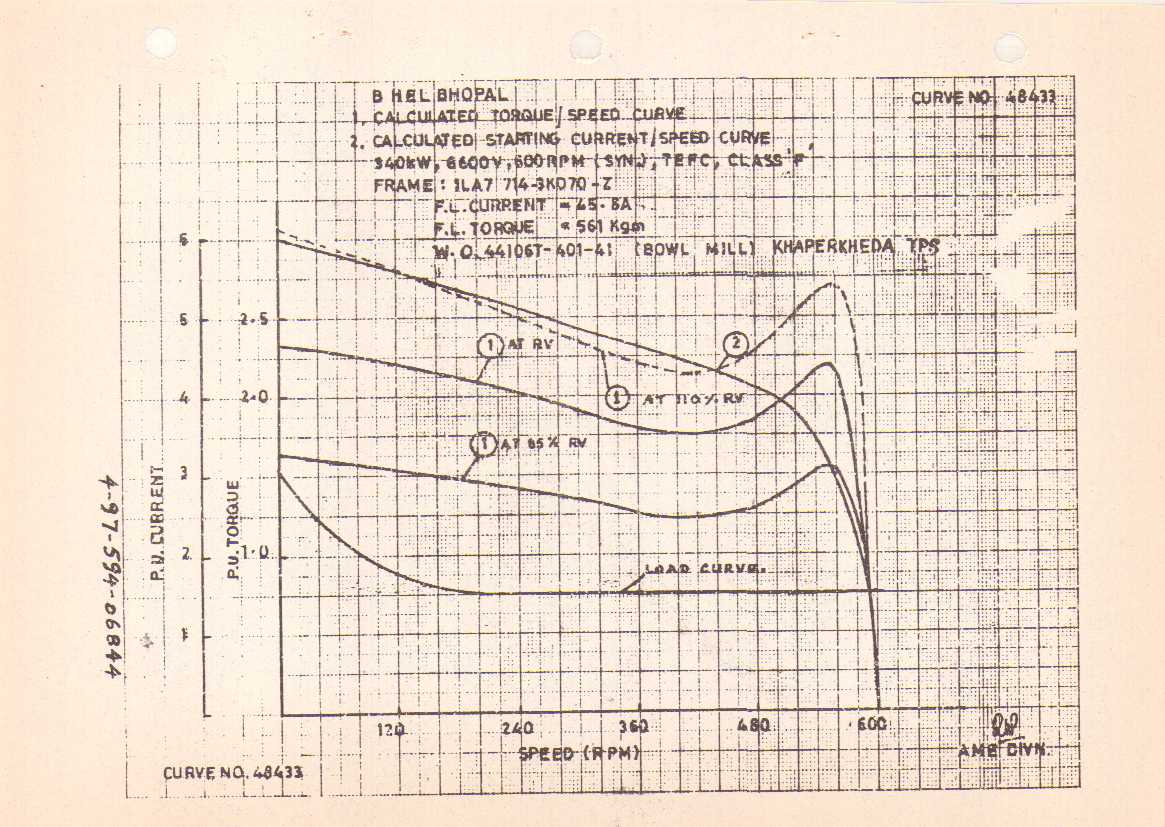 BHEL BHOPAL
CURVE NO. 48433
1. CALCULATED TORQUE/SPEED CURVE
2. CALCULATED STARTING CURRENT/SPEED CURVE
340KW, 6600V, 600RPM (SYN.), TEFC, CLASS 'F'
FRAME: 1LA7 714-3KD70-Z
F.L. CURRENT = 45.8A
F.L. TORQUE = 561 Kgm
W.O. 44106T-401-41 (BOWL MILL) KHAPERKHEDA TPS
6
5
2.5
1 AT RV
2
4
2.0
1 AT 110% RV
1 AT 85% RV
3
P.U. CURRENT
P.U. TORQUE
4-97-594-06844
2
1.0
LOAD CURVE.
1
120
240
360
480
600
SPEED (RPM)
AME DIVN.
CURVE NO. 48433